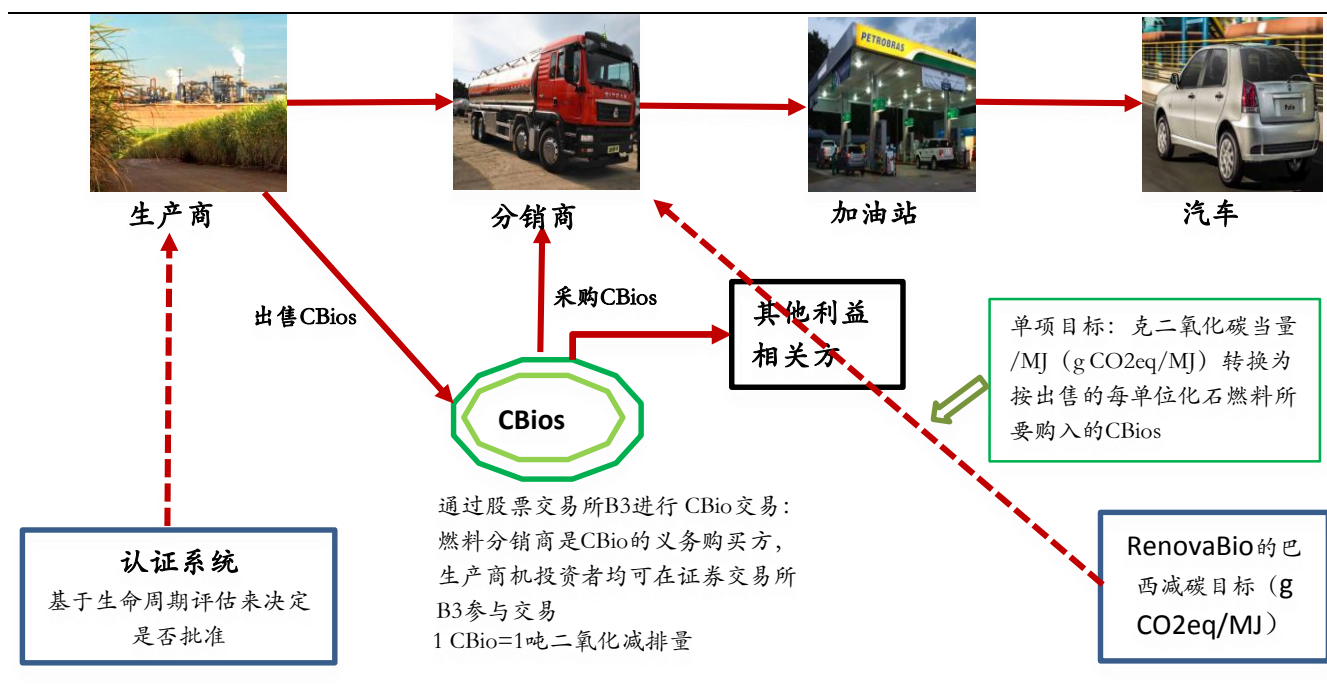 PETROBRAS
生产商
分销商
加油站
汽车
出售CBios
采购CBios
其他利益
相关方
单项目标：克二氧化碳当量
/MJ（g CO2eq/MJ）转换为
按出售的每单位化石燃料所
要购入的CBios
CBios
通过股票交易所B3进行 CBio交易：
燃料分销商是CBio的义务购买方，
生产商机投资者均可在证券交易所
B3参与交易
1 CBio=1吨二氧化减排量
认证系统
基于生命周期评估来决定
是否批准
RenovaBio的巴
西减碳目标（g
CO2eq/MJ）